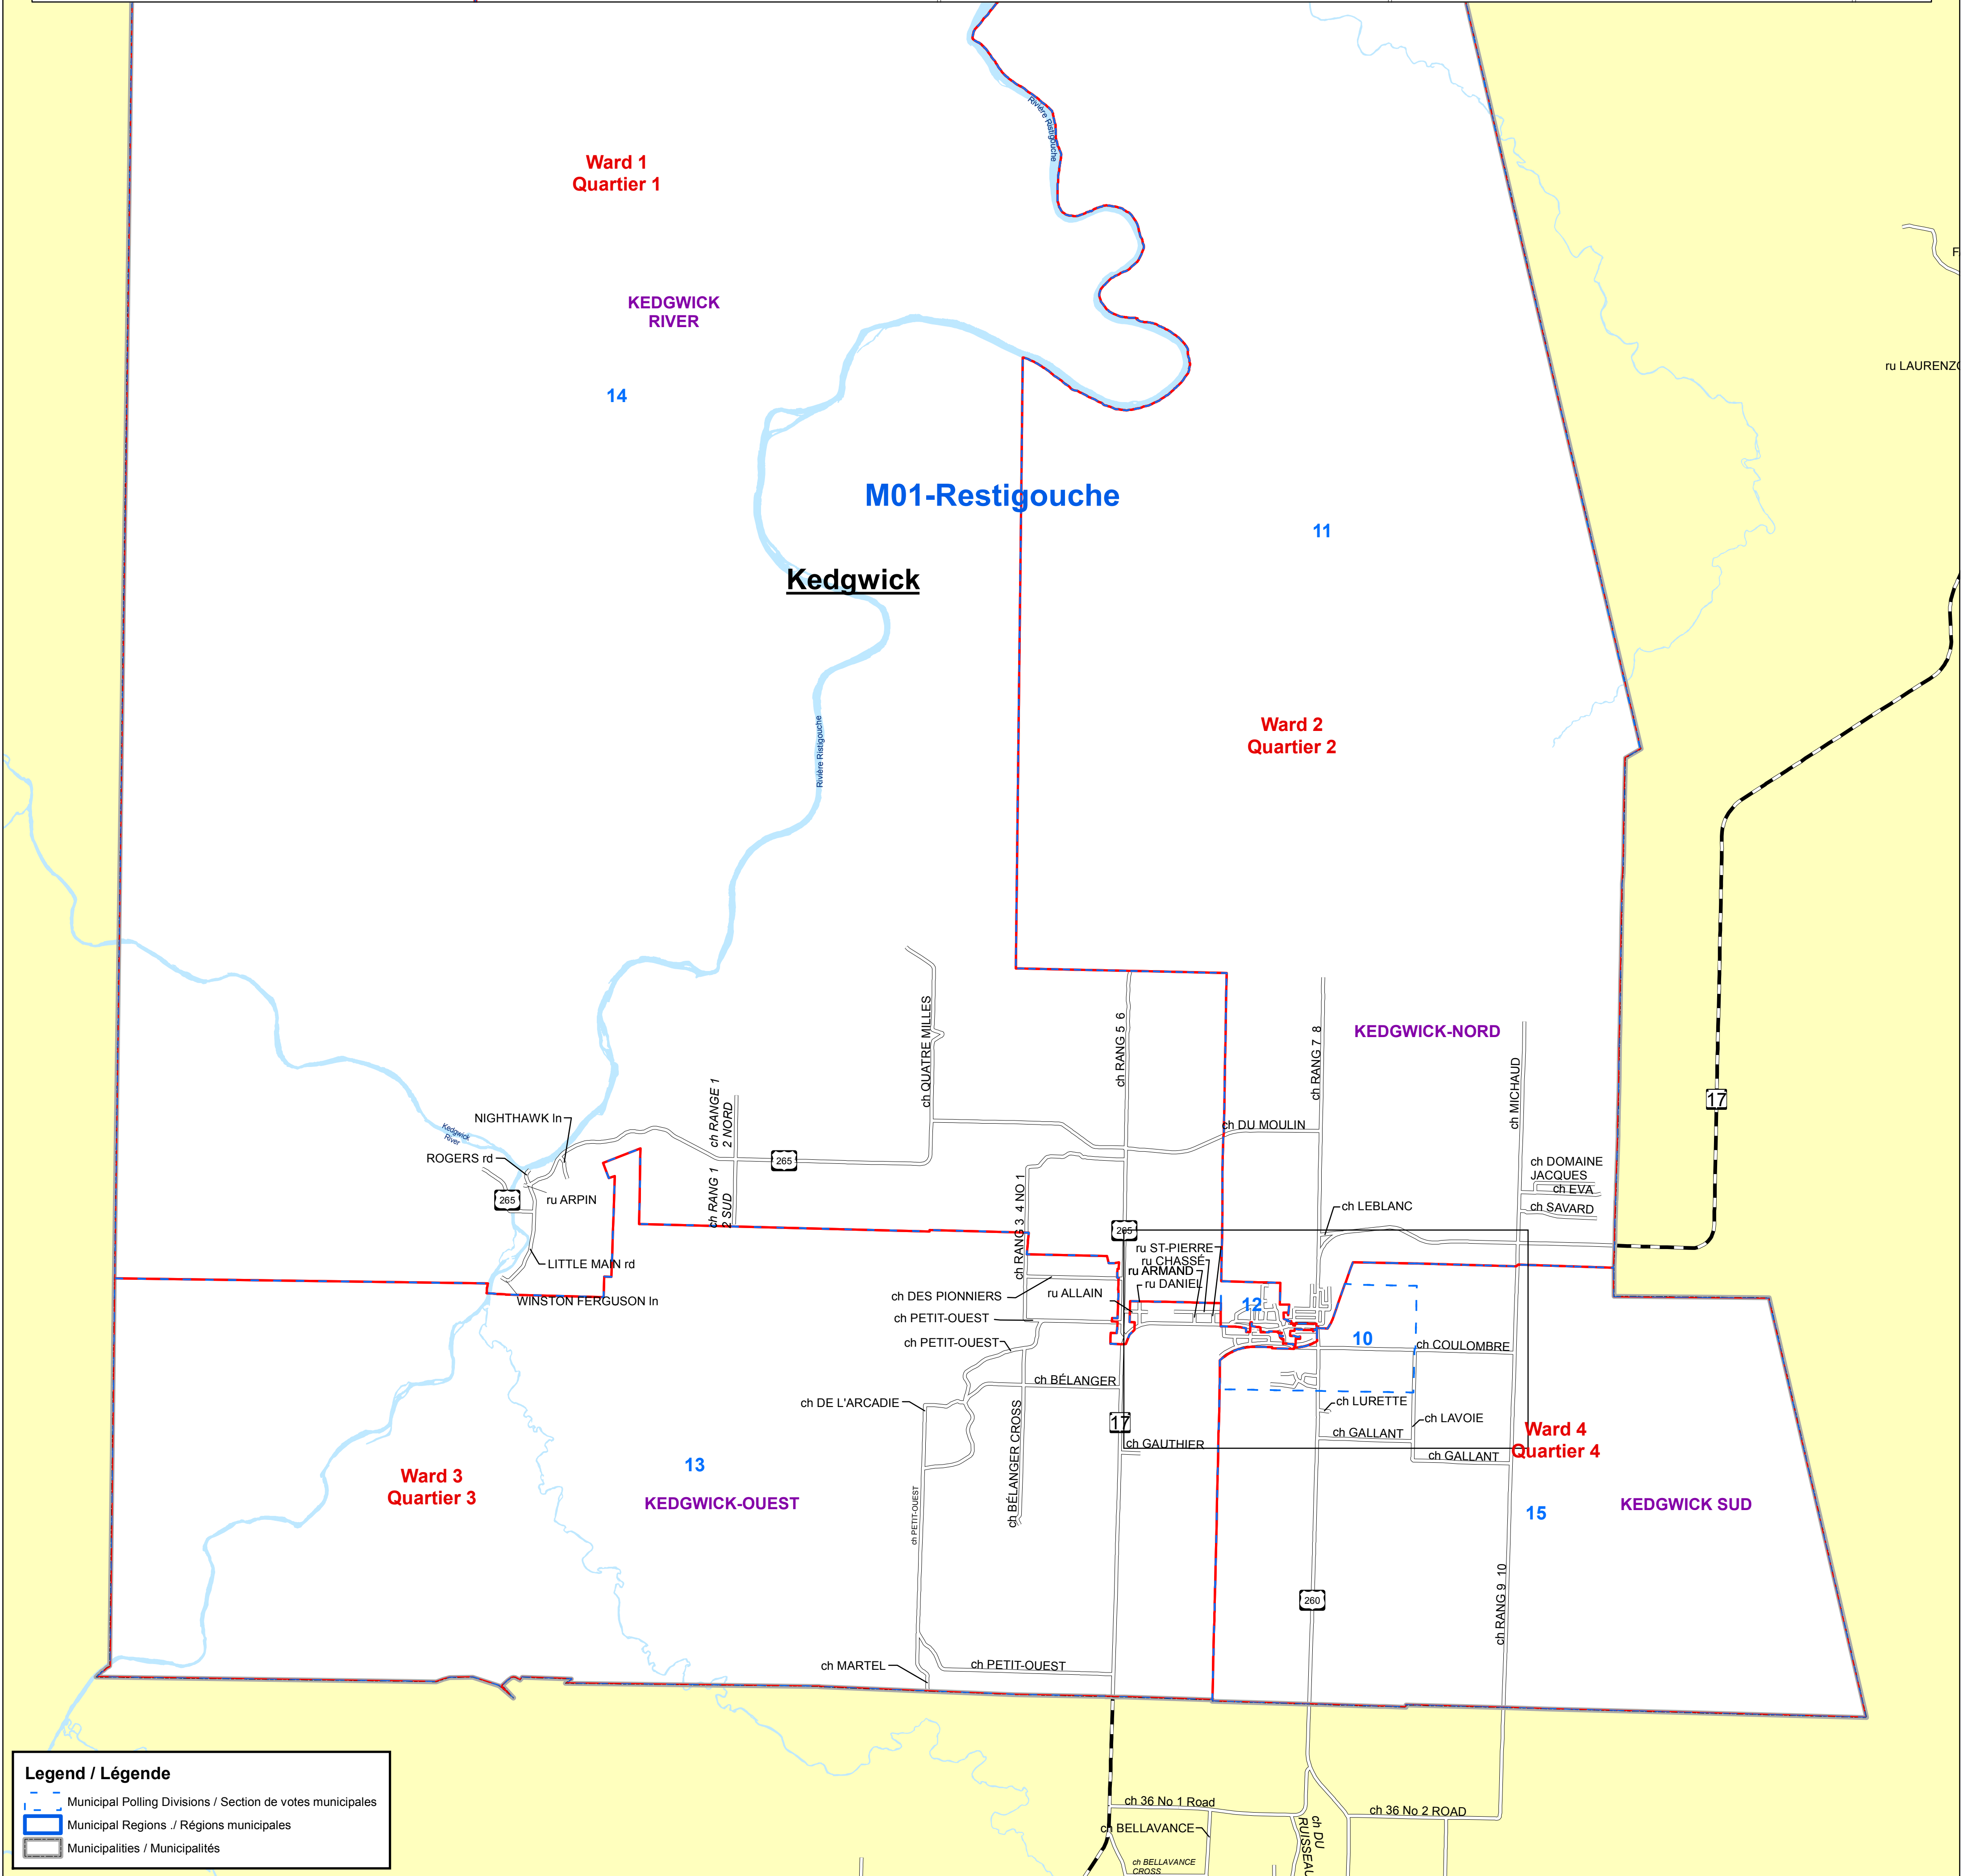 Rivière Ristigouche
Ward 1
Quartier 1
KEDGWICK
RIVER
ru LAURENZO
14
M01-Restigouche
11
Kedgwick
Ward 2
Quartier 2
Rivière Ristigouche
ch QUATRE MILLES
ch RANG 5 6
ch RANG 7 8
KEDGWICK-NORD
ch MICHAUD
17
ch RANGE 1
2 NORD
NIGHTHAWK ln
Kedgwick
River
ROGERS rd
265
ch DU MOULIN
ch DOMAINE
JACQUES
ch EVA
ch SAVARD
265
ru ARPIN
ch RANG 1
2 SUD
ch RANG 3 4 NO 1
ch LEBLANC
265
LITTLE MAIN rd
ru ST-PIERRE
ru CHASSÉ
ru ARMAND
ru DANIEL
ru ALLAIN
ch DES PIONNIERS
WINSTON FERGUSON ln
12
ch PETIT-OUEST
ch PETIT-OUEST
10
ch COULOMBRE
ch BÉLANGER
ch DE L'ARCADIE
ch LURETTE
ch LAVOIE
17
ch BÉLANGER CROSS
ch GAUTHIER
ch GALLANT
ch GALLANT
Ward 4
Quartier 4
Ward 3
Quartier 3
13
KEDGWICK-OUEST
ch PETIT-OUEST
15
KEDGWICK SUD
260
ch RANG 9 10
ch MARTEL
ch PETIT-OUEST
Legend / Légende
Municipal Polling Divisions / Section de votes municipales
Municipal Regions ./ Régions municipales
Municipalities / Municipalités
ch 36 No 1 Road
ch 36 No 2 ROAD
ch BELLAVANCE
ch DU
RUISSEAU
ch BELLAVANCE
CROSS